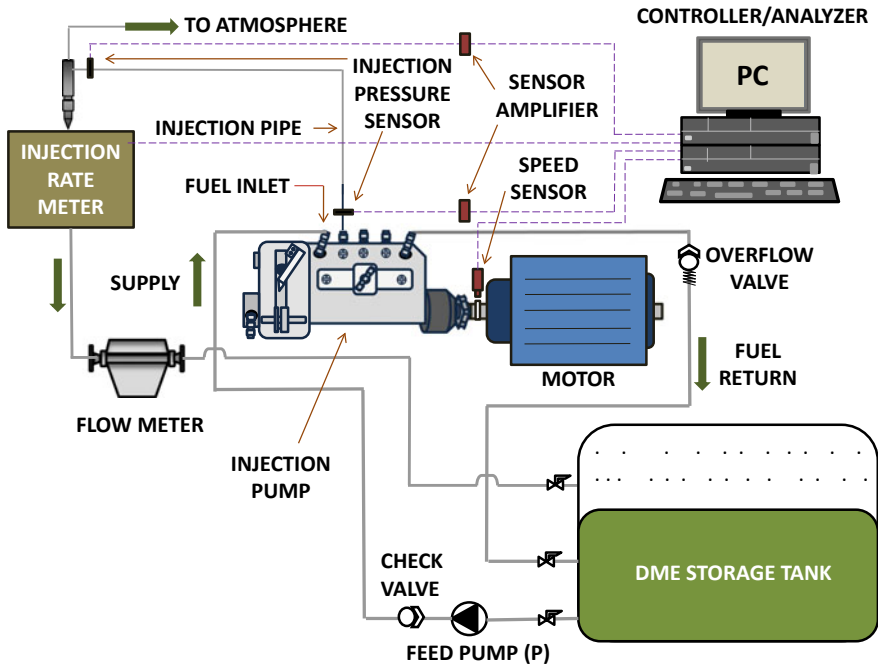 TO ATMOSPHERE
CONTROLLER/ANALYZER
INJECTION
PRESSURE
SENSOR
SENSOR
AMPLIFIER
PC
INJECTION PIPE
INJECTION
RATE
METER
FUEL INLET
SPEED
SENSOR
OVERFLOW
VALVE
SUPPLY
MOTOR
FUEL
RETURN
FLOW METER
INJECTION
PUMP
CHECK
VALVE
DME STORAGE TANK
FEED PUMP (P)